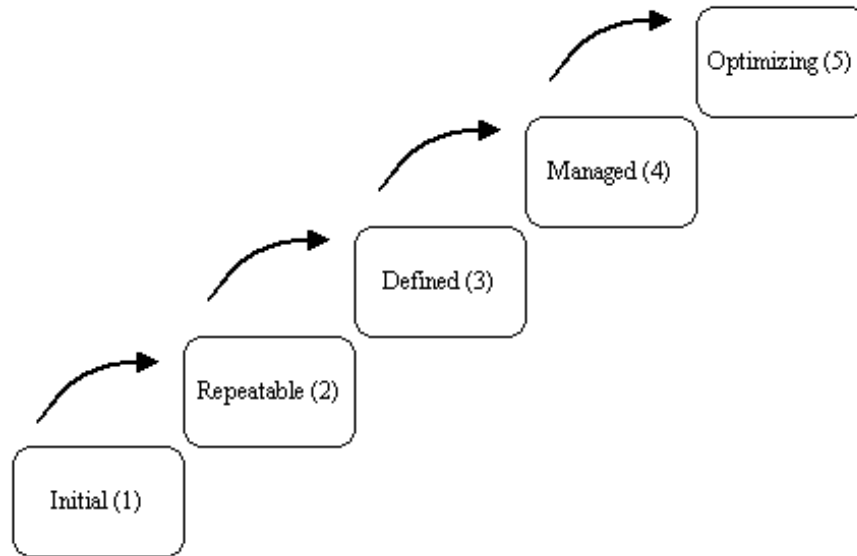 Optimizing (5)
Managed (4)
Defined (3)
Repeatable (2)
Initial (1)